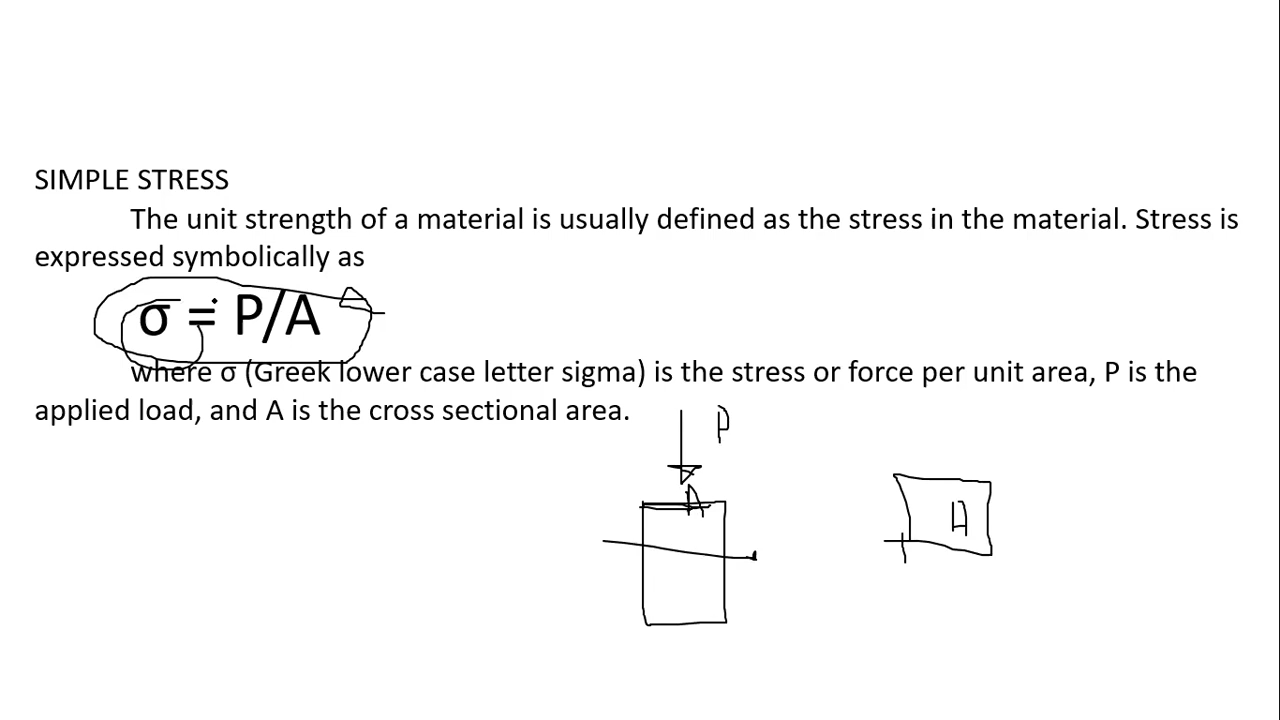 SIMPLE STRESS
The unit strength of a material is usually defined as the stress in the material. Stress is
expressed symbolically as
σ = P/A
where σ (Greek lower case letter sigma) is the stress or force per unit area, P is the
applied load, and A is the cross sectional area.
P
A
A